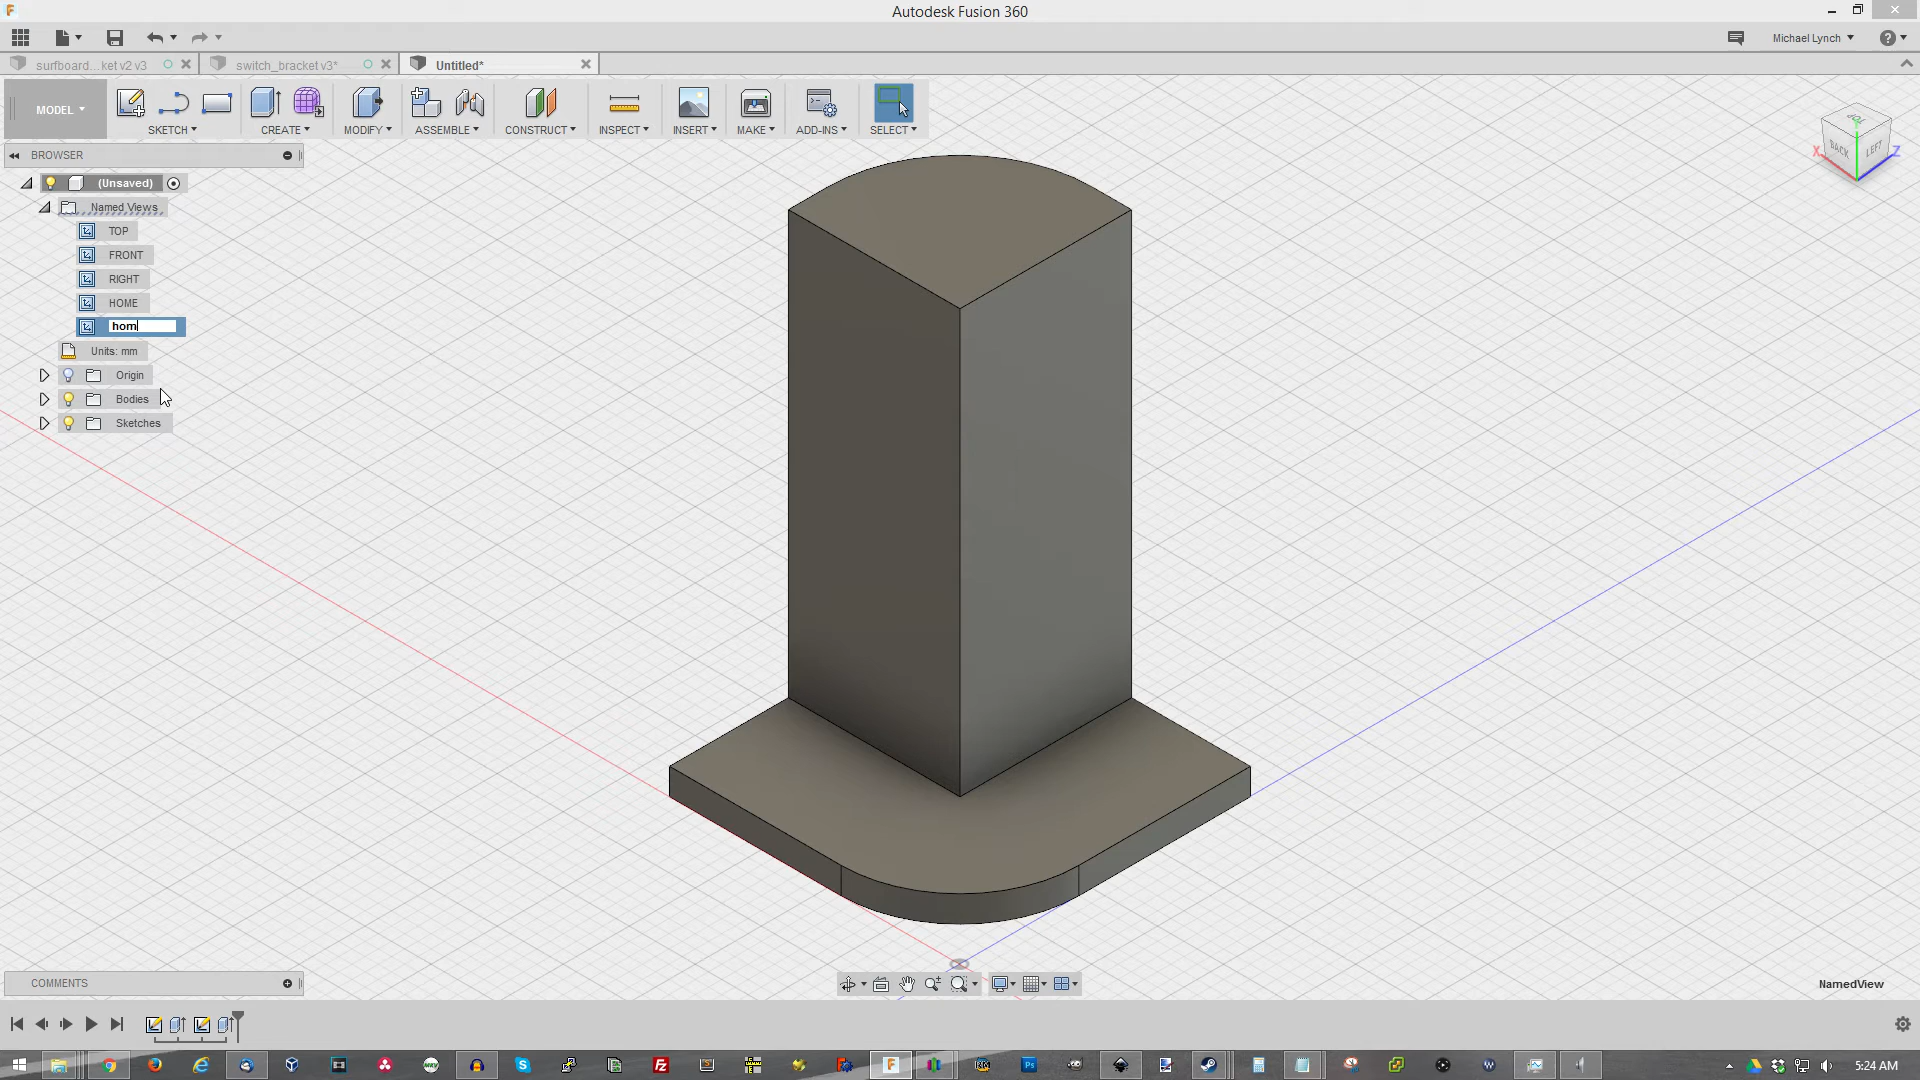 Autodesk Fusion 360
Michael Lynch
surfboard...ket v2 v3
switch_bracket v3*
Untitled*
MODEL
SKETCH
CREATE
MODIFY
ASSEMBLE
CONSTRUCT
INSPECT
INSERT
MAKE
ADD-INS
SELECT
BROWSER
(Unsaved)
Named Views
TOP
FRONT
RIGHT
HOME
hom
Units: mm
Origin
Bodies
Sketches
TOP
BACK
LEFT
X
Z
COMMENTS
NamedView
5:24 AM